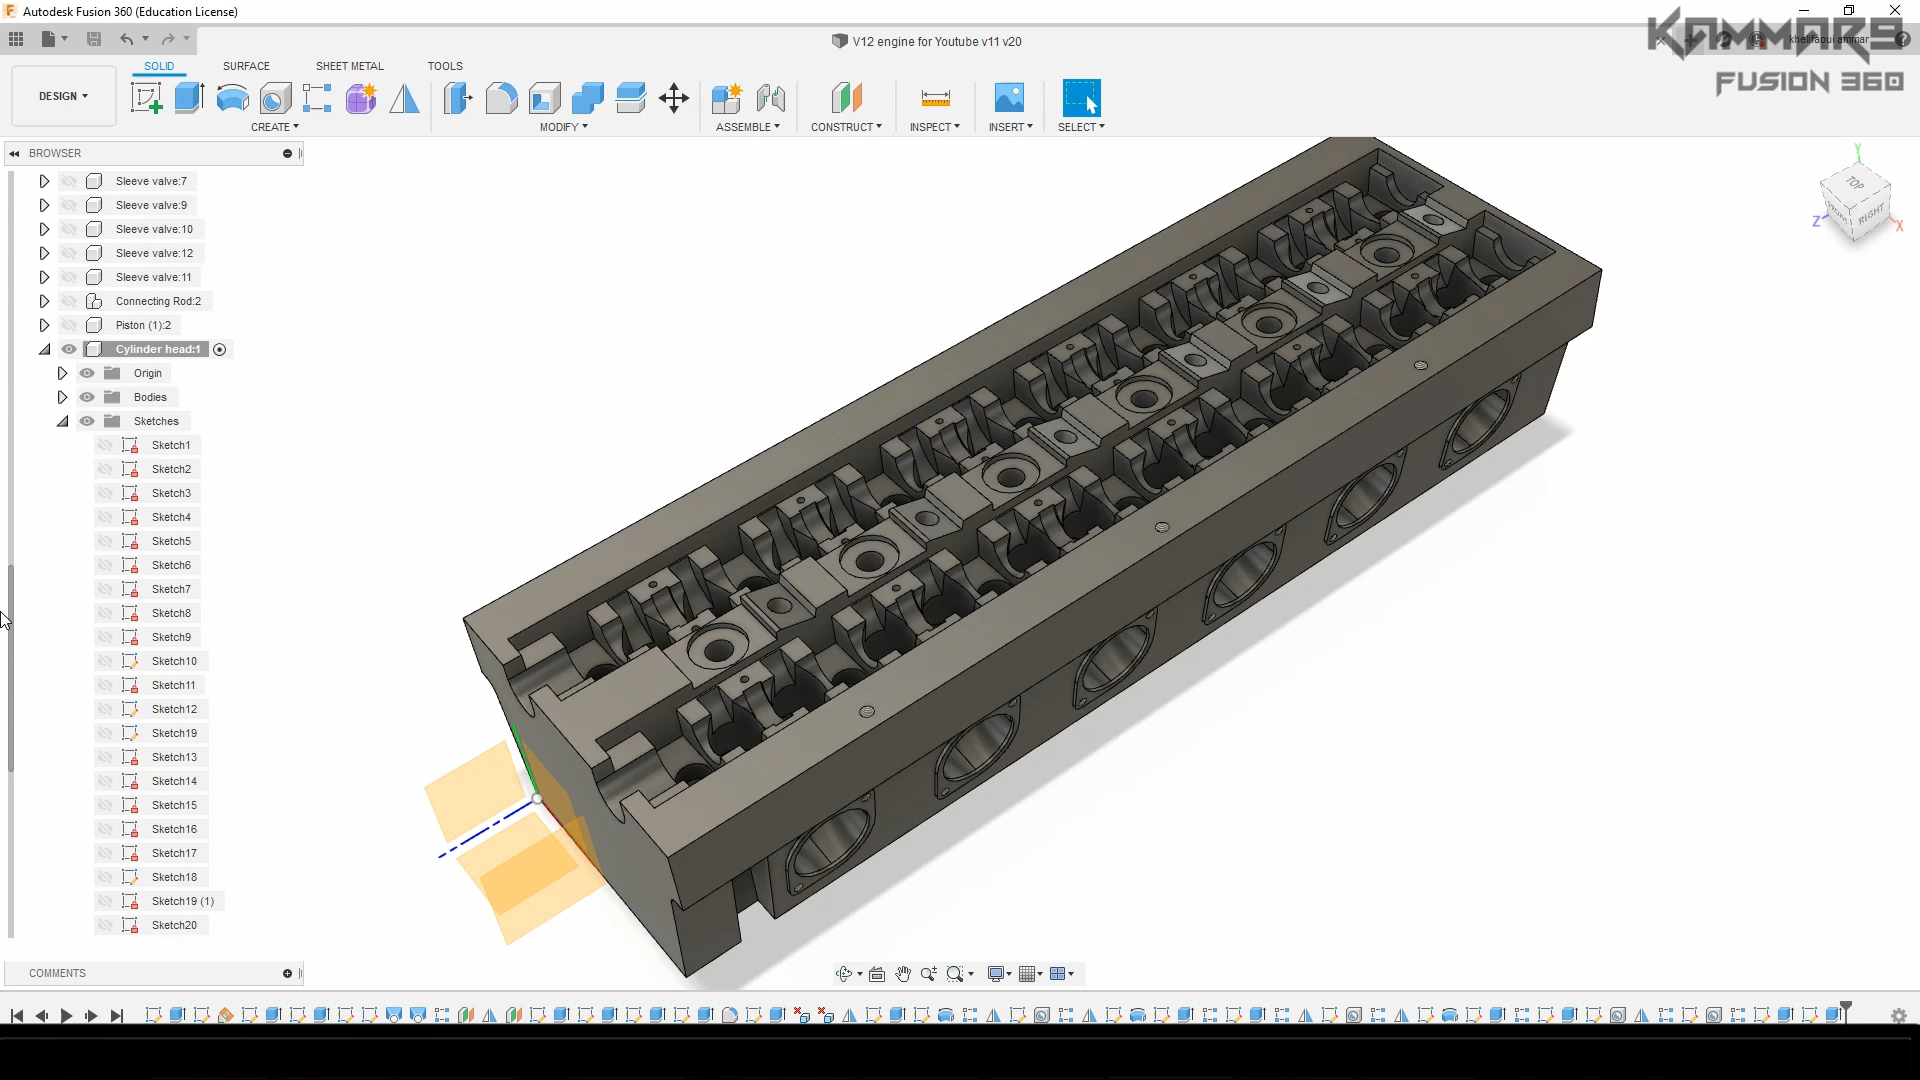 Autodesk Fusion 360 (Education License)
V12 engine for Youtube v11 v20
khelifaoui ammar
KAMMAR9
FUSION 360
SOLID
SURFACE
SHEET METAL
TOOLS
DESIGN
CREATE
MODIFY
ASSEMBLE
CONSTRUCT
INSPECT
INSERT
SELECT
BROWSER
Sleeve valve:7
Sleeve valve:9
Sleeve valve:10
Sleeve valve:12
Sleeve valve:11
Connecting Rod:2
Piston (1):2
Cylinder head:1
Origin
Bodies
Sketches
Sketch1
Sketch2
Sketch3
Sketch4
Sketch5
Sketch6
Sketch7
Sketch8
Sketch9
Sketch10
Sketch11
Sketch12
Sketch19
Sketch13
Sketch14
Sketch15
Sketch16
Sketch17
Sketch18
Sketch19 (1)
Sketch20
COMMENTS
Y
TOP
RIGHT
Z
X